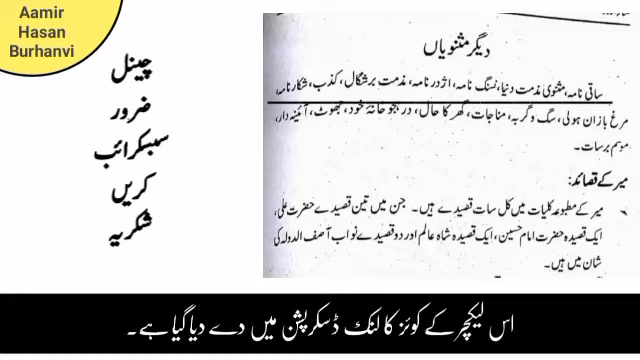 Aamir
Hasan
Burhanvi
چینل
ضرور
سبسکرائب
کریں
شکریہ
دیگر مثنویاں
ساقی نامہ، مثنوی مذمت دنیا، نسنگ نامہ، اژدر نامہ، مذمت برشگال، کذب، شکارنامہ،
مرغ بازاں ہولی، سگ و گربہ، مناجات، گھر کا حال، در ہجو خانۂ خود، جھوٹ، آئینہ دار،
موسم برسات۔
میر کے قصائد:
میر کے مطبوعہ کلیات میں کل سات قصیدے ہیں۔ جن میں تین قصیدے حضرت علی،
ایک قصیدہ حضرت امام حسین، ایک قصیدہ شاہ عالم اور دو قصیدے نواب آصف الدولہ کی
شان میں ہیں۔
اس لیکچر کے کوئز کا لنک ڈسکرپشن میں دے دیا گیا ہے۔